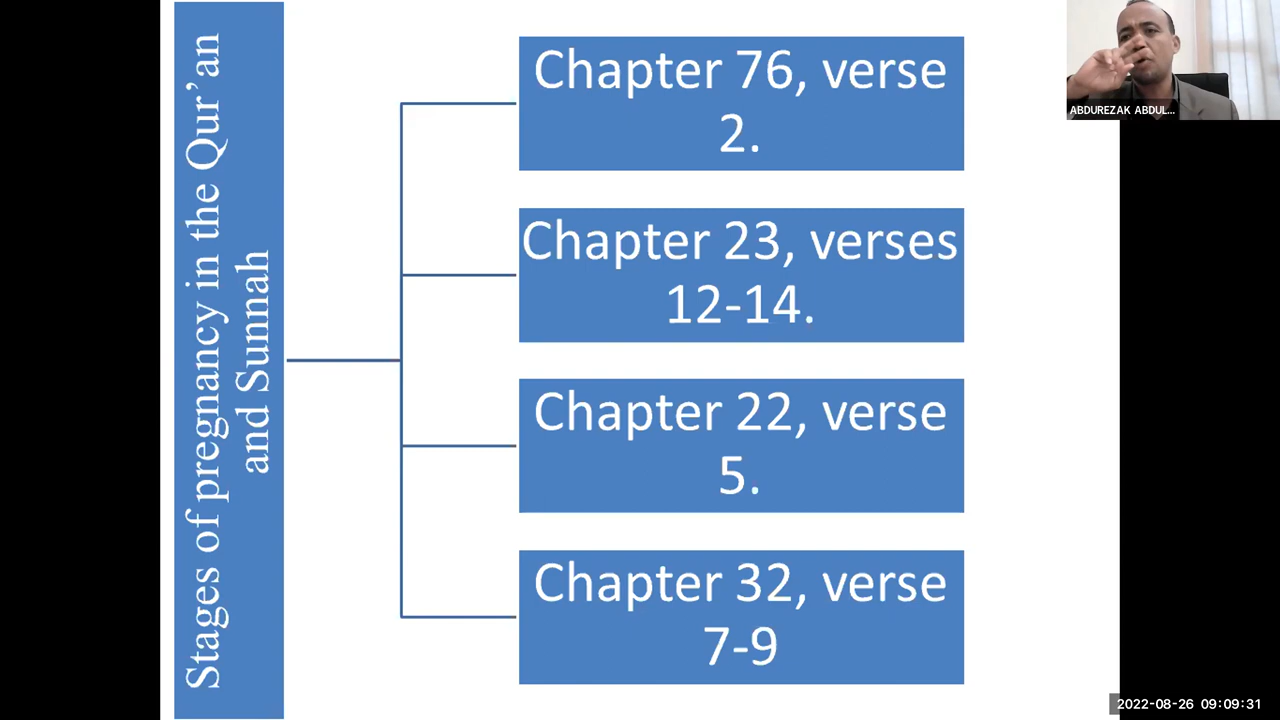 Stages of pregnancy in the Qur’an
and Sunnah
Chapter 76, verse
2.
Chapter 23, verses
12-14.
Chapter 22, verse
5.
Chapter 32, verse
7-9
ABDUREZAK ABDUL...
2022-08-26 09:09:31